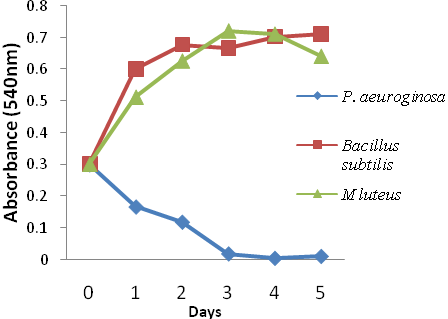 0.8
0.7
0.6
0.5
0.4
0.3
0.2
0.1
0
Absorbance (540nm)
0 1 2 3 4 5
Days
P. aeuroginosa
Bacillus
subtilis
M luteus